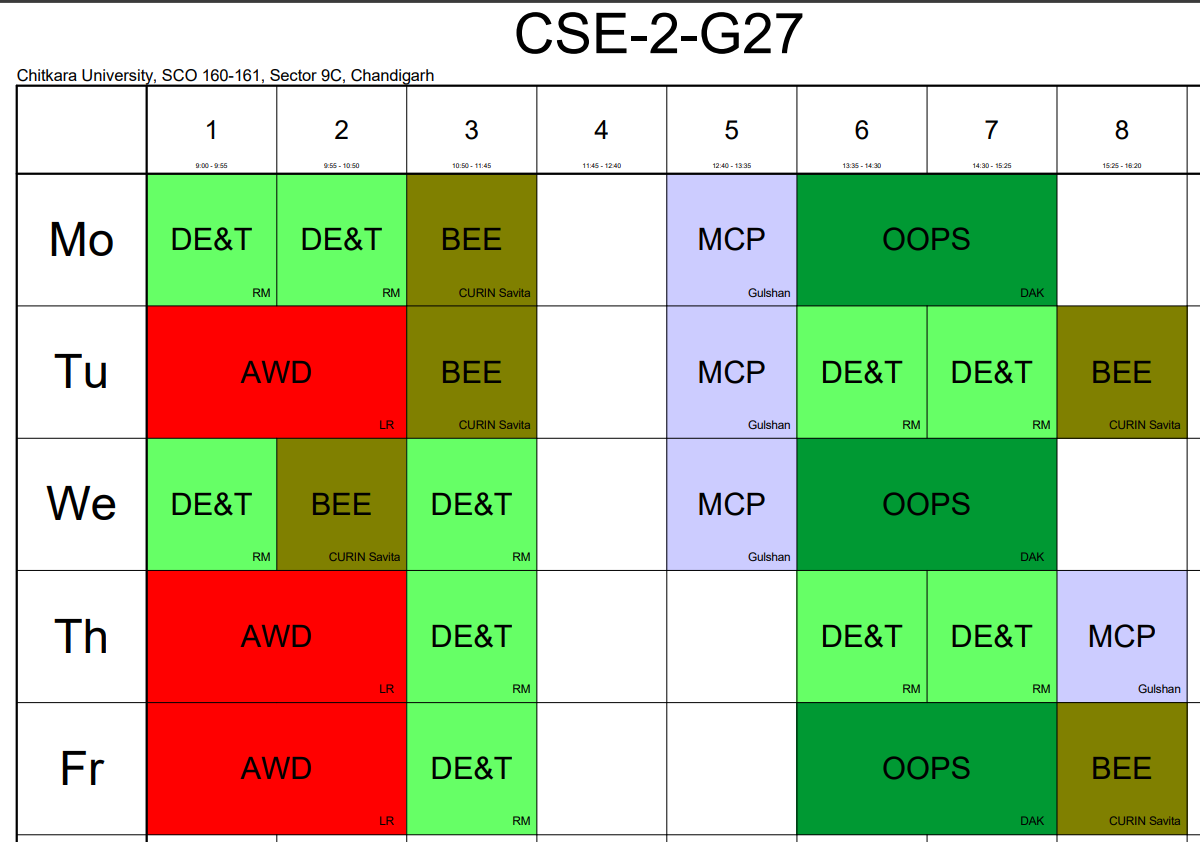 CSE-2-G27
Chitkara University, SCO 160-161, Sector 9C, Chandigarh
1 2 3 4 5 6 7 8
9:00 - 9:55 9:55 - 10:50 10:50 - 11:45 11:45 - 12:40 12:40 - 13:35 13:35 - 14:30 14:30 - 15:25 15:25 - 16:20
Mo DE&T DE&T BEE MCP OOPS
RM RM CURIN Savita Gulshan DAK
Tu AWD BEE MCP DE&T DE&T BEE
LR CURIN Savita Gulshan RM RM CURIN Savita
We DE&T BEE DE&T MCP OOPS
RM CURIN Savita RM Gulshan DAK
Th AWD DE&T DE&T DE&T MCP
LR RM RM RM Gulshan
Fr AWD DE&T OOPS BEE
LR RM DAK CURIN Savita